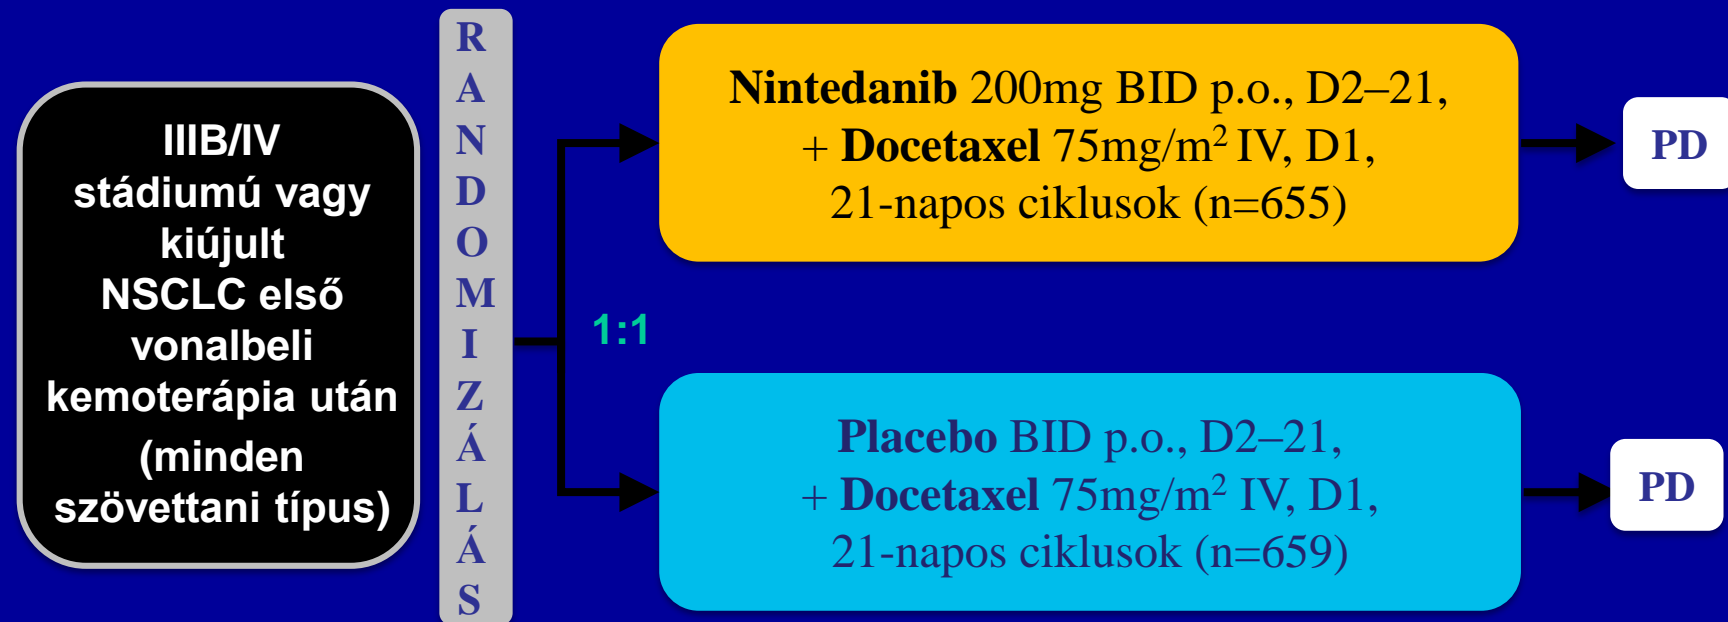 IIIB/IV
stádiumú vagy
kiújult
NSCLC első
vonalbeli
kemoterápia után
(minden
szövettani típus)
R
A
N
D
O
M
I
Z
Á
L
Á
S
1:1
Nintedanib 200mg BID p.o., D2–21,
+ Docetaxel 75mg/m² IV, D1,
21-napos ciklusok (n=655)
PD
Placebo BID p.o., D2–21,
+ Docetaxel 75mg/m² IV, D1,
21-napos ciklusok (n=659)
PD